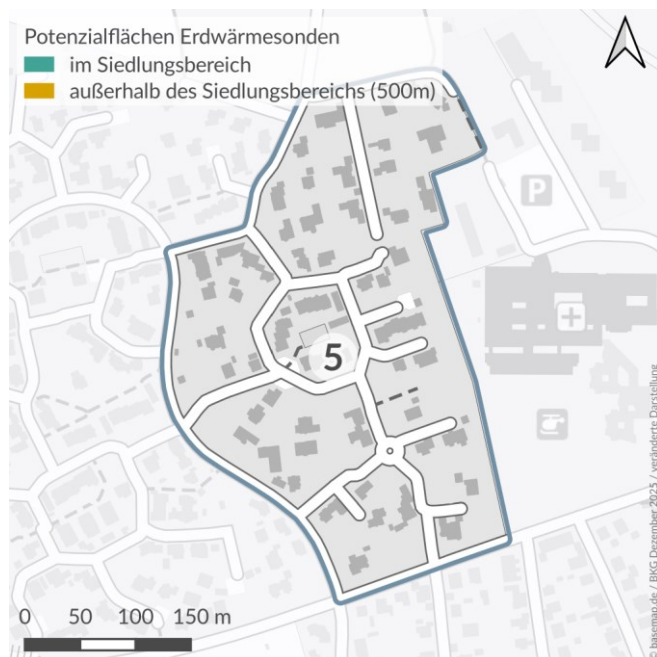 Potenzialflächen Erdwärmesonden
im Siedlungsbereich
außerhalb des Siedlungsbereichs (500m)
P
5
0 50 100 150 m
© basemap.de / BKG Dezember 2025 / veränderte Darstellung